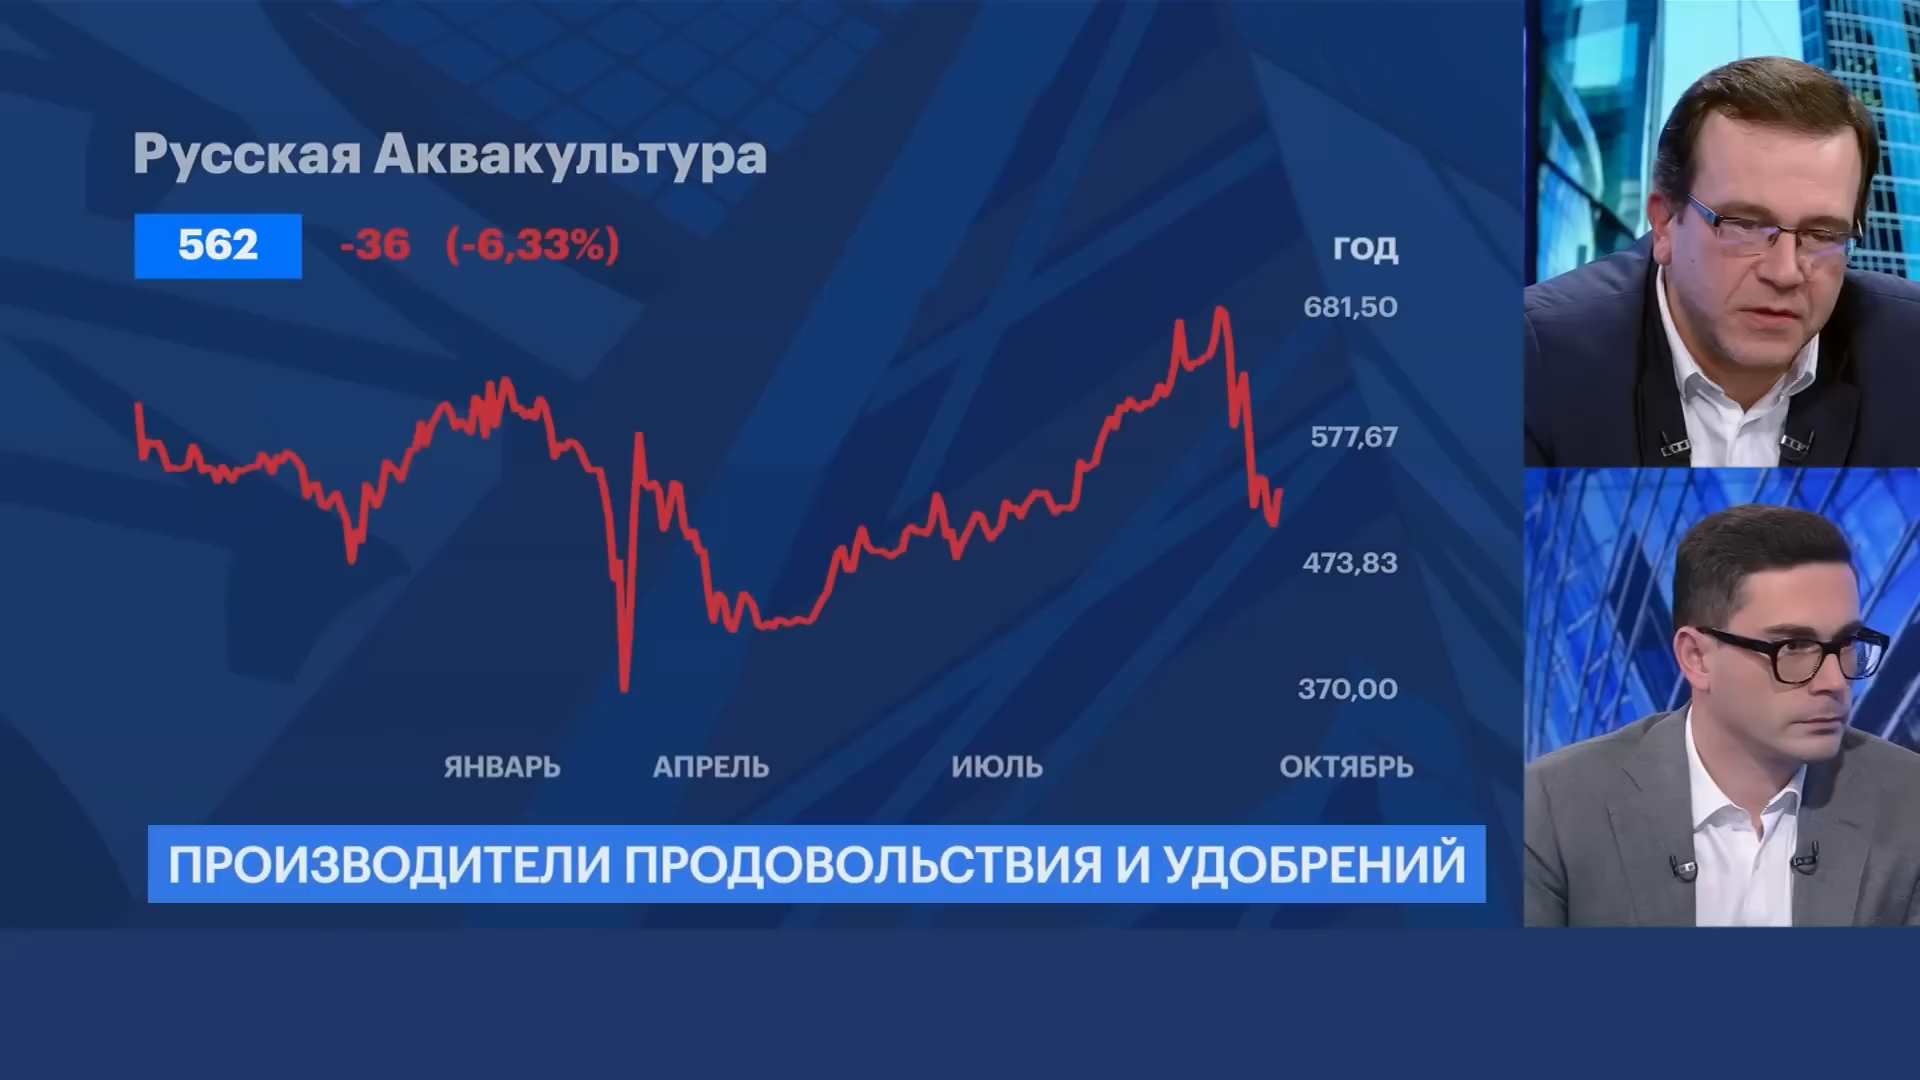 Русская Аквакультура
562 -36 (-6,33%)
ГОД
681,50
577,67
473,83
370,00
ЯНВАРЬ АПРЕЛЬ ИЮЛЬ ОКТЯБРЬ
ПРОИЗВОДИТЕЛИ ПРОДОВОЛЬСТВИЯ И УДОБРЕНИЙ